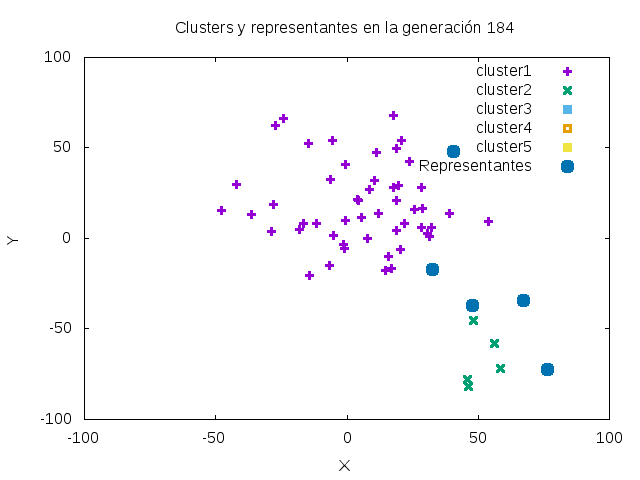 Clusters y representantes en la generación 184
100
50
0
-50
-100
Y
-100
-50
0
50
100
X
cluster1
cluster2
cluster3
cluster4
cluster5
Representantes